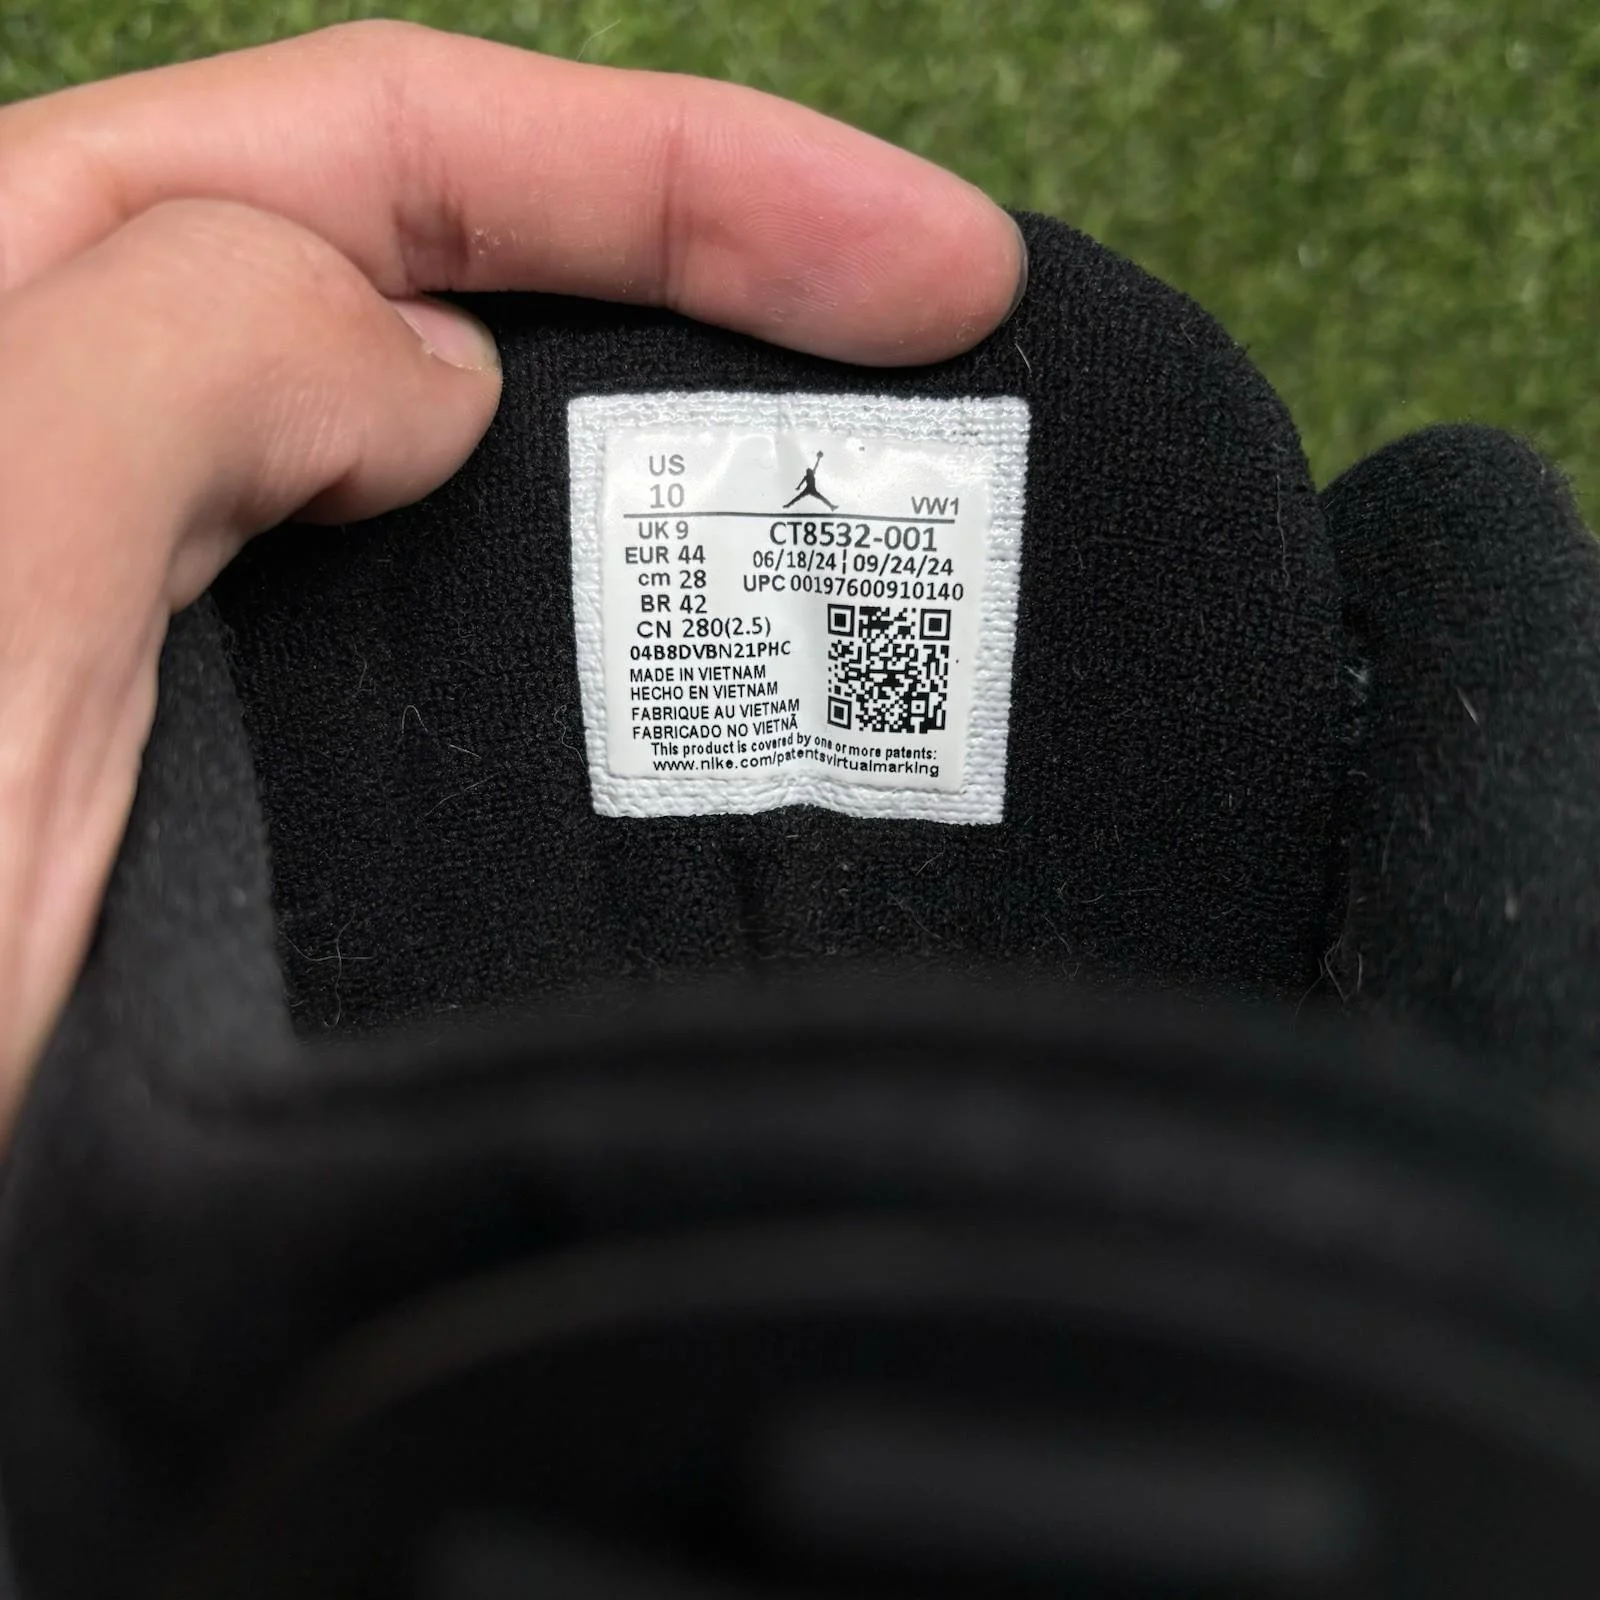 US
10
VW1
UK 9
CT8532-001
EUR 44
06/18/24 | 09/24/24
cm 28
UPC 00197600910140
BR 42
CN 280(2.5)
04B8DVBN21PHC
MADE IN VIETNAM
HECHO EN VIETNAM
FABRIQUE AU VIETNAM
FABRICADO NO VIETNÃ
This product is covered by one or more patents:
www.nike.com/patentsvirtualmarking